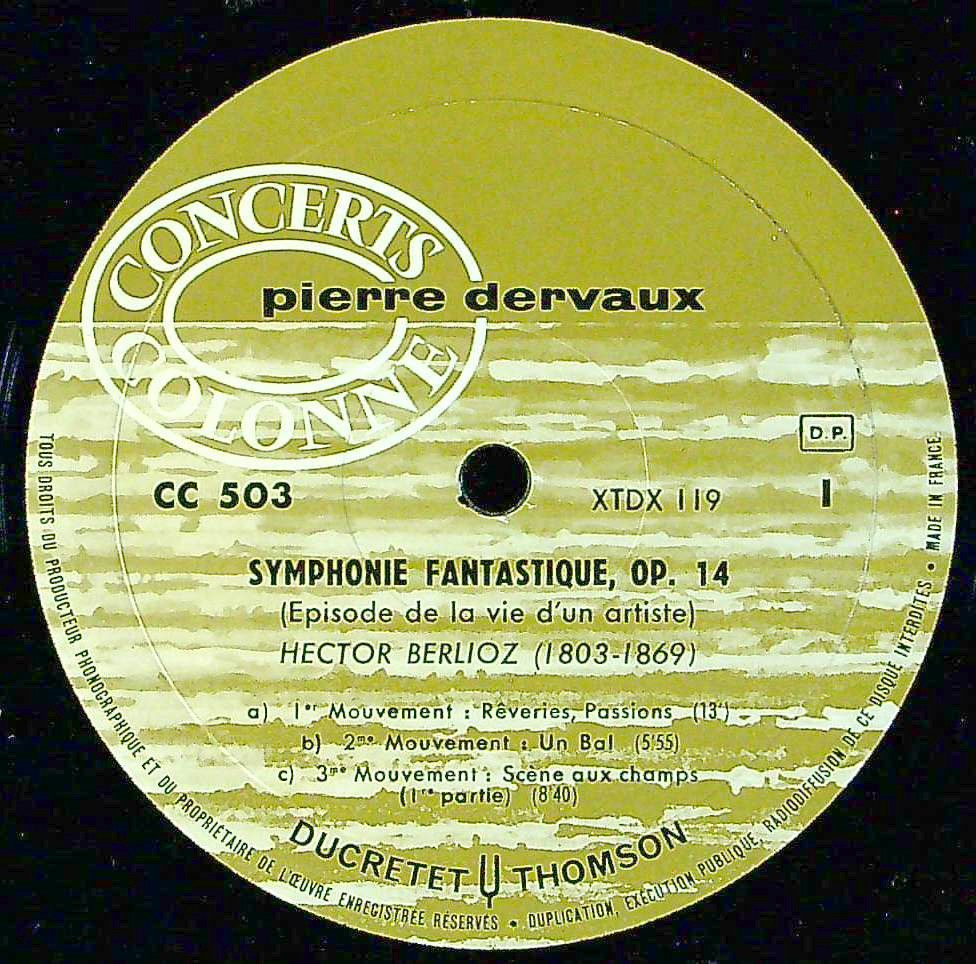 CONCERTS
COLONNE
pierre dervaux
D.P.
CC 503
XTDX 119
I
SYMPHONIE FANTASTIQUE, OP. 14
(Episode de la vie d'un artiste)
HECTOR BERLIOZ (1803-1869)
a) 1er Mouvement : Rêveries, Passions (13')
b) 2me Mouvement : Un Bal (5'55)
c) 3me Mouvement : Scène aux champs
(1re partie) (8'40)
DUCRETET THOMSON
TOUS DROITS DU PRODUCTEUR PHONOGRAPHIQUE ET DU PROPRIÉTAIRE DE L'ŒUVRE ENREGISTRÉE RÉSERVÉS • DUPLICATION, EXÉCUTION PUBLIQUE, RADIODIFFUSION DE CE DISQUE INTERDITES • MADE IN FRANCE